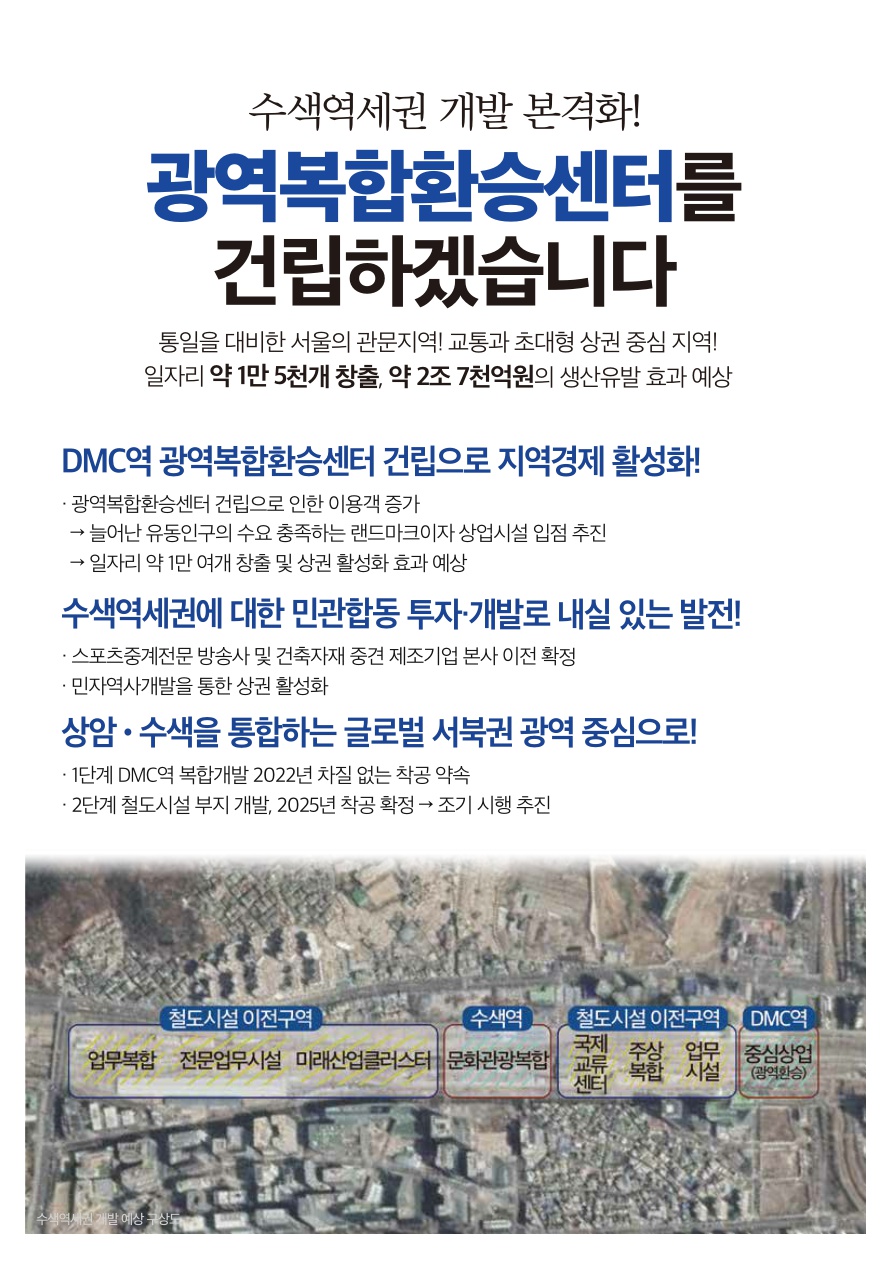 수색역세권 개발 본격화!
광역복합환승센터를
건립하겠습니다
통일을 대비한 서울의 관문지역! 교통과 초대형 상권 중심 지역!
일자리 약 1만 5천개 창출, 약 2조 7천억원의 생산유발 효과 예상
DMC역 광역복합환승센터 건립으로 지역경제 활성화!
· 광역복합환승센터 건립으로 인한 이용객 증가
→ 늘어난 유동인구의 수요 충족하는 랜드마크이자 상업시설 입점 추진
→ 일자리 약 1만 여개 창출 및 상권 활성화 효과 예상
수색역세권에 대한 민관합동 투자·개발로 내실 있는 발전!
· 스포츠중계전문 방송사 및 건축자재 중견 제조기업 본사 이전 확정
· 민자역사개발을 통한 상권 활성화
상암·수색을 통합하는 글로벌 서북권 광역 중심으로!
· 1단계 DMC역 복합개발 2022년 차질 없는 착공 약속
· 2단계 철도시설 부지 개발, 2025년 착공 확정 → 조기 시행 추진
철도시설 이전구역
업무복합 전문업무시설 미래산업클러스터
수색역
문화관광복합
철도시설 이전구역
국제
교류
센터
주상
복합
업무
시설
DMC역
중심상업
(광역환승)
수색역세권 개발 예상 구상도